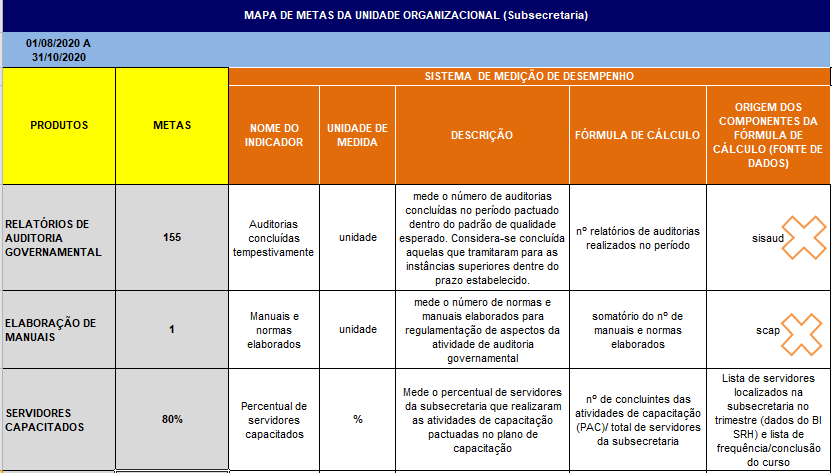 MAPA DE METAS DA UNIDADE ORGANIZACIONAL (Subsecretaria)
01/08/2020 A
31/10/2020
SISTEMA DE MEDIÇÃO DE DESEMPENHO
PRODUTOS
METAS
NOME DO
INDICADOR
UNIDADE DE
MEDIDA
DESCRIÇÃO
FÓRMULA DE CÁLCULO
ORIGEM DOS
COMPONENTES DA
FÓRMULA DE
CÁLCULO (FONTE DE
DADOS)
RELATÓRIOS DE
AUDITORIA
GOVERNAMENTAL
155
Auditorias
concluídas
tempestivamente
unidade
mede o número de auditorias
concluídas no período pactuado
dentro do padrão de qualidade
esperado. Considera-se concluída
aquelas que tramitaram para as
instâncias superiores dentre do
prazo estabelecido.
nº relatórios de auditorias
realizados no período
sisaud
ELABORAÇÃO DE
MANUAIS
1
Manuais e
normas
elaborados
unidade
mede o número de normas e
manuais elaborados para
regulamentação de aspectos da
atividade de auditoria
governamental
somatório do nº de
manuais e normas
elaborados
scap
SERVIDORES
CAPACITADOS
80%
Percentual de
servidores
capacitados
%
Mede o percentual de servidores
da subsecretaria que realizaram
as atividades de capacitação
pactuadas no plano de
capacitação
nº de concluintes das
atividades de capacitação
(PAC)/ total de servidores
da subsecretaria
Lista de servidores
localizados na
subsecretaria no
trimestre (dados do BI
SRH) e lista de
frequência/conclusão
do curso